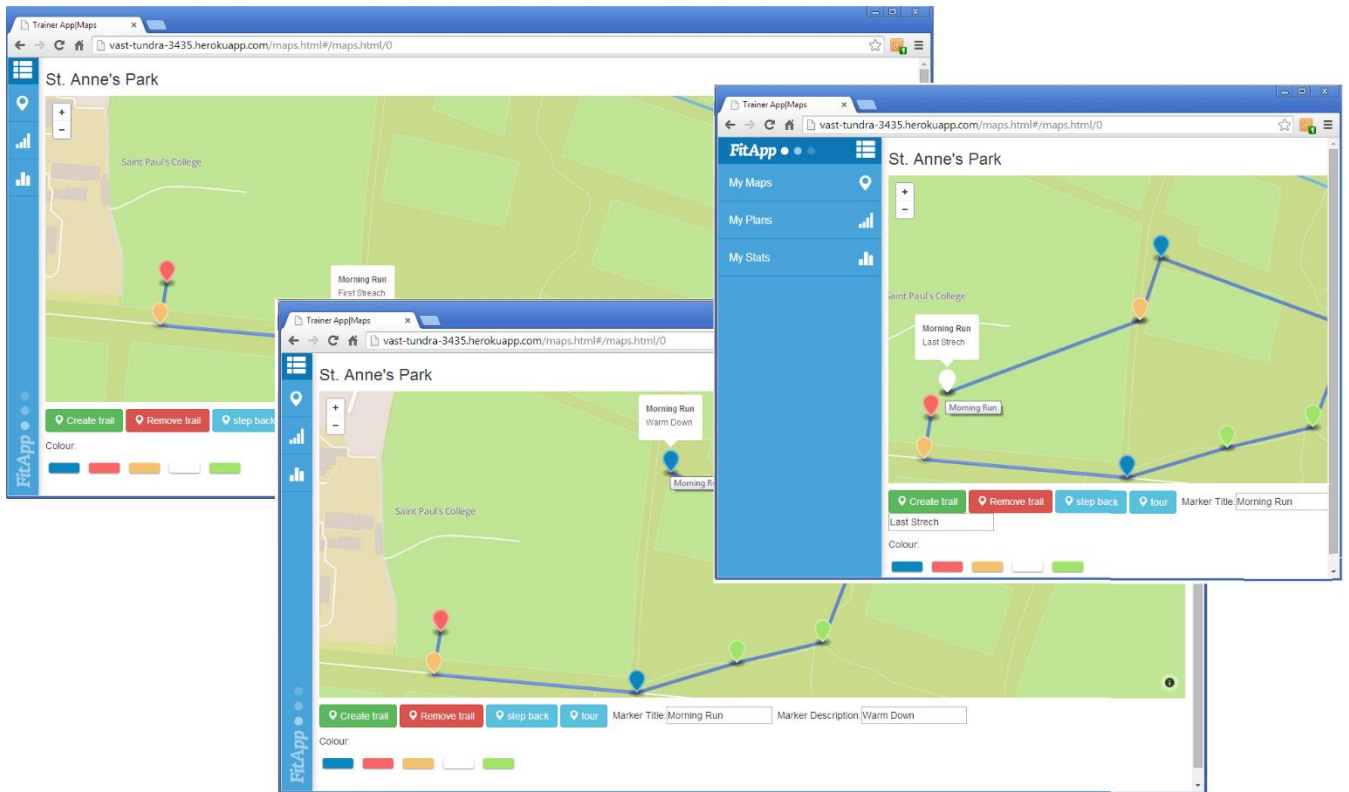 Trainer App|Maps
vast-tundra-3435.herokuapp.com/maps.html#/maps.html/0
St. Anne's Park
+
-
Saint Paul's College
Morning Run
First Streach
Create trail Remove trail step back
Colour:
FitApp
Trainer App|Maps
vast-tundra-3435.herokuapp.com/maps.html#/maps.html/0
St. Anne's Park
+
-
Morning Run
Warm Down
Morning R
Saint Paul's College
Create trail Remove trail step back tour Marker Title: Morning Run Marker Description: Warm Down
Colour:
FitApp
Trainer App|Maps
vast-tundra-3435.herokuapp.com/maps.html#/maps.html/0
FitApp
My Maps
My Plans
My Stats
St. Anne's Park
+
-
Saint Paul's College
Morning Run
Last Strech
Morning Run
Create trail Remove trail step back tour Marker Title: Morning Run
Last Strech
Colour: